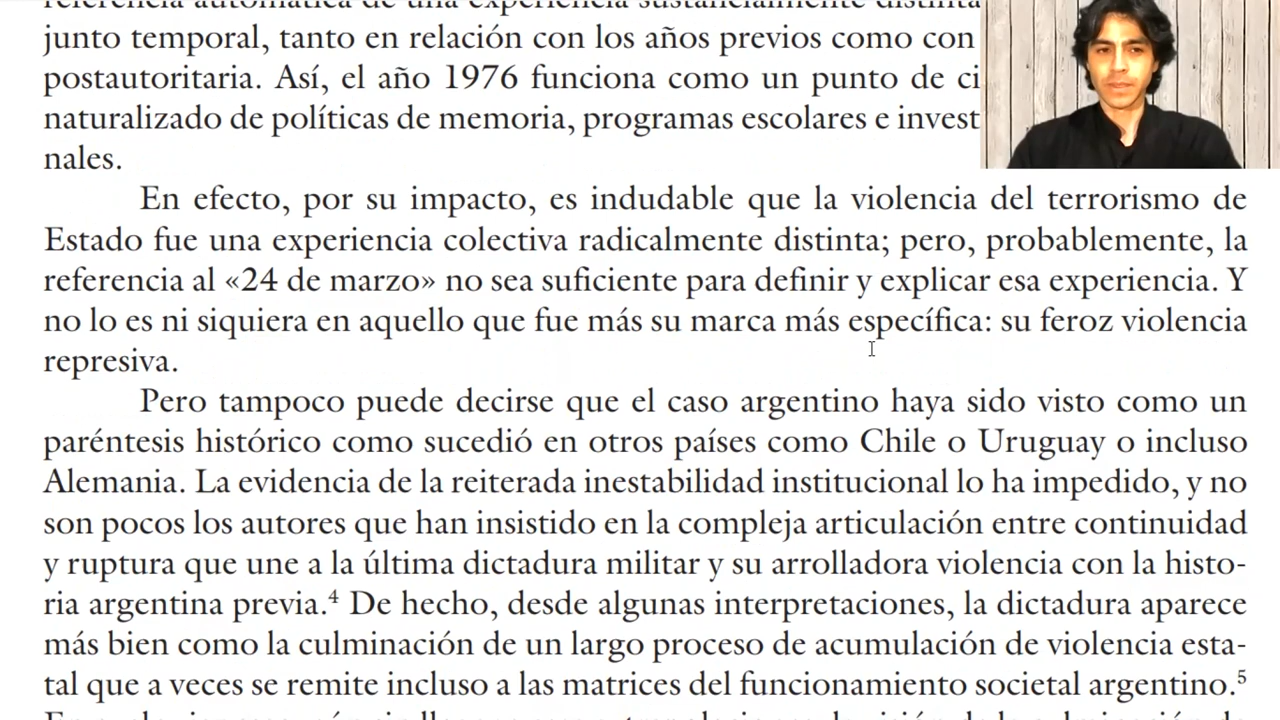 referencia automática de una experiencia sustancialmente distinta
junto temporal, tanto en relación con los años previos como con
postautoritaria. Así, el año 1976 funciona como un punto de ci
naturalizado de políticas de memoria, programas escolares e invest
nales.
En efecto, por su impacto, es indudable que la violencia del terrorismo de
Estado fue una experiencia colectiva radicalmente distinta; pero, probablemente, la
referencia al «24 de marzo» no sea suficiente para definir y explicar esa experiencia. Y
no lo es ni siquiera en aquello que fue más su marca más específica: su feroz violencia
represiva.
Pero tampoco puede decirse que el caso argentino haya sido visto como un
paréntesis histórico como sucedió en otros países como Chile o Uruguay o incluso
Alemania. La evidencia de la reiterada inestabilidad institucional lo ha impedido, y no
son pocos los autores que han insistido en la compleja articulación entre continuidad
y ruptura que une a la última dictadura militar y su arrolladora violencia con la histo-
ria argentina previa.⁴ De hecho, desde algunas interpretaciones, la dictadura aparece
más bien como la culminación de un largo proceso de acumulación de violencia esta-
tal que a veces se remite incluso a las matrices del funcionamiento societal argentino.⁵